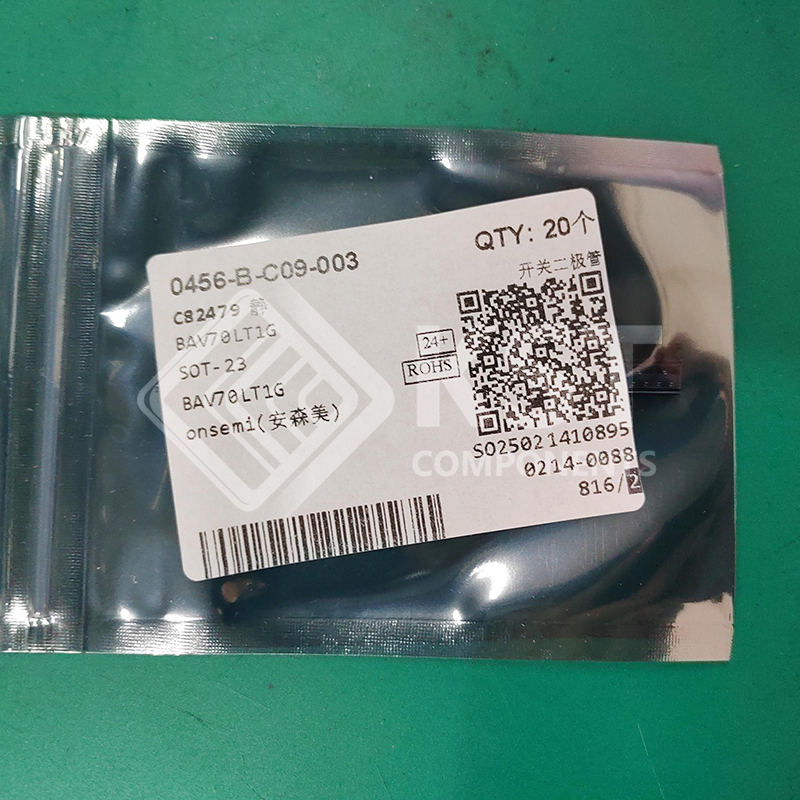 0456-B-C09-003
QTY: 20个
开关二极管
C82479 静
BAV70LT1G
SOT-23
BAV70LT1G
onsemi(安森美)
24+
ROHS
SO25021410895
0214-0088
816/2
COMPONENTS